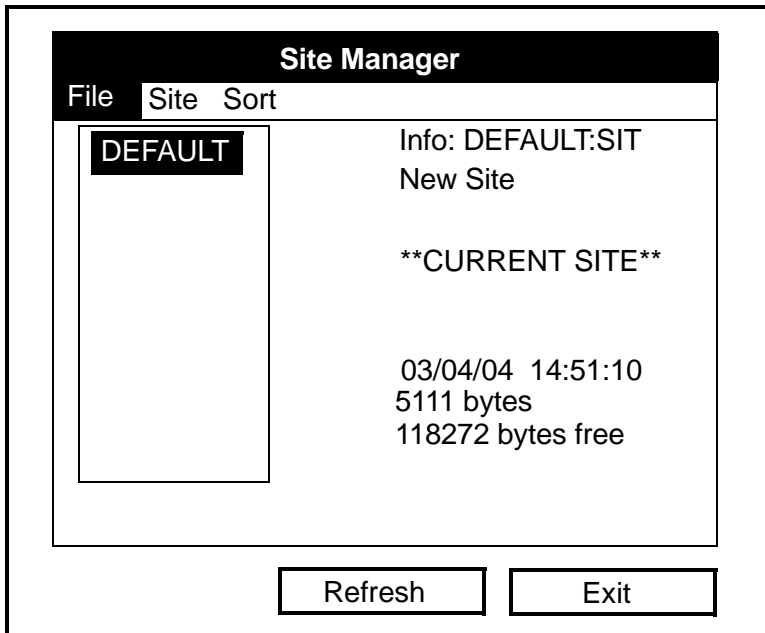 Site Manager
File Site Sort
DEFAULT
Info: DEFAULT:SIT
New Site
**CURRENT SITE**
03/04/04 14:51:10
5111 bytes
118272 bytes free
Refresh Exit